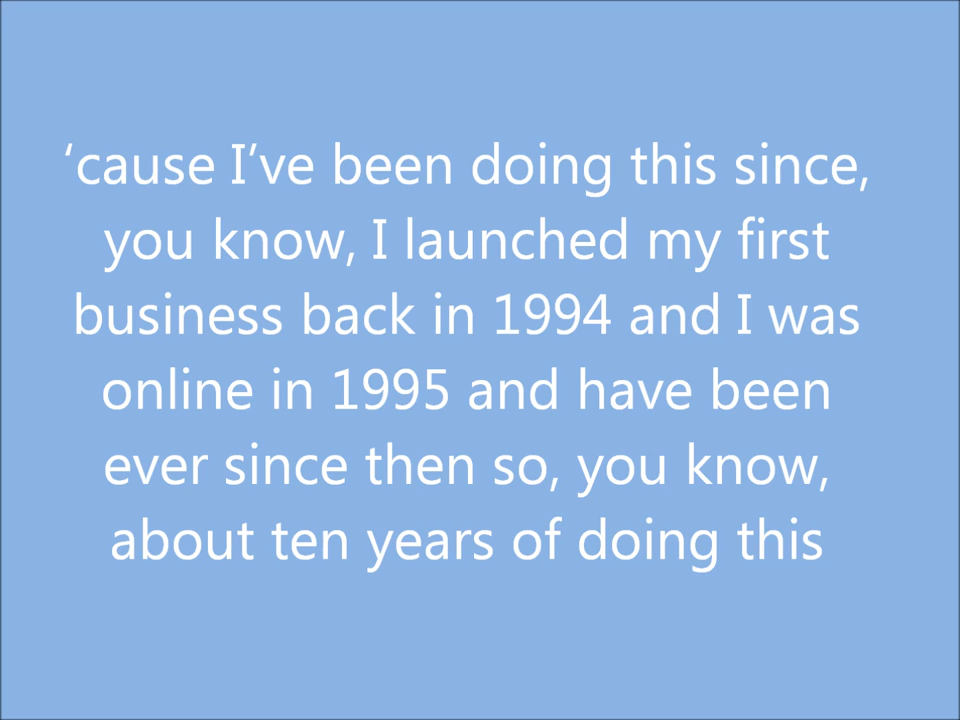 ‘cause I’ve been doing this since,
you know, I launched my first
business back in 1994 and I was
online in 1995 and have been
ever since then so, you know,
about ten years of doing this